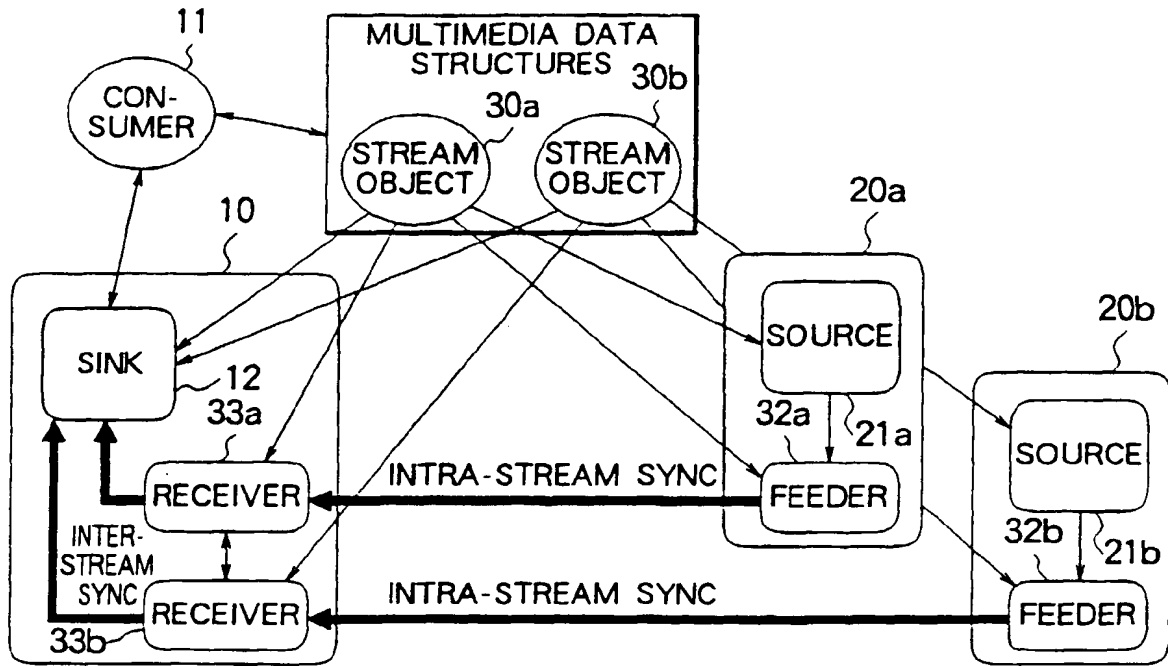 11
MULTIMEDIA DATA
STRUCTURES
30b
CON-
SUMER
30a
STREAM
OBJECT
STREAM
OBJECT
20a
10
SOURCE
20b
SINK
12
33a
32a
21a
SOURCE
RECEIVER
INTRA-STREAM SYNC
FEEDER
INTER-
STREAM
SYNC
32b
21b
RECEIVER
INTRA-STREAM SYNC
FEEDER
33b